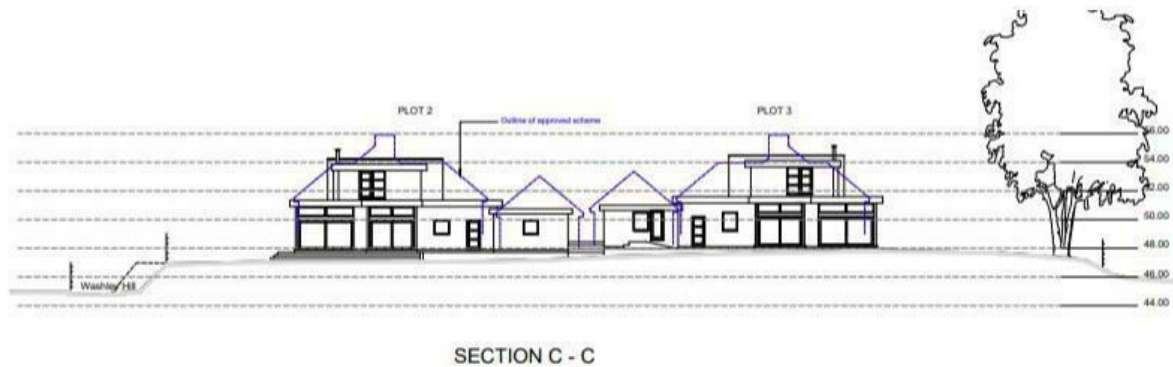 PLOT 2
PLOT 3
Outline of approved scheme
56.00
54.00
52.00
50.00
48.00
46.00
Washley Hill
44.00
SECTION C - C